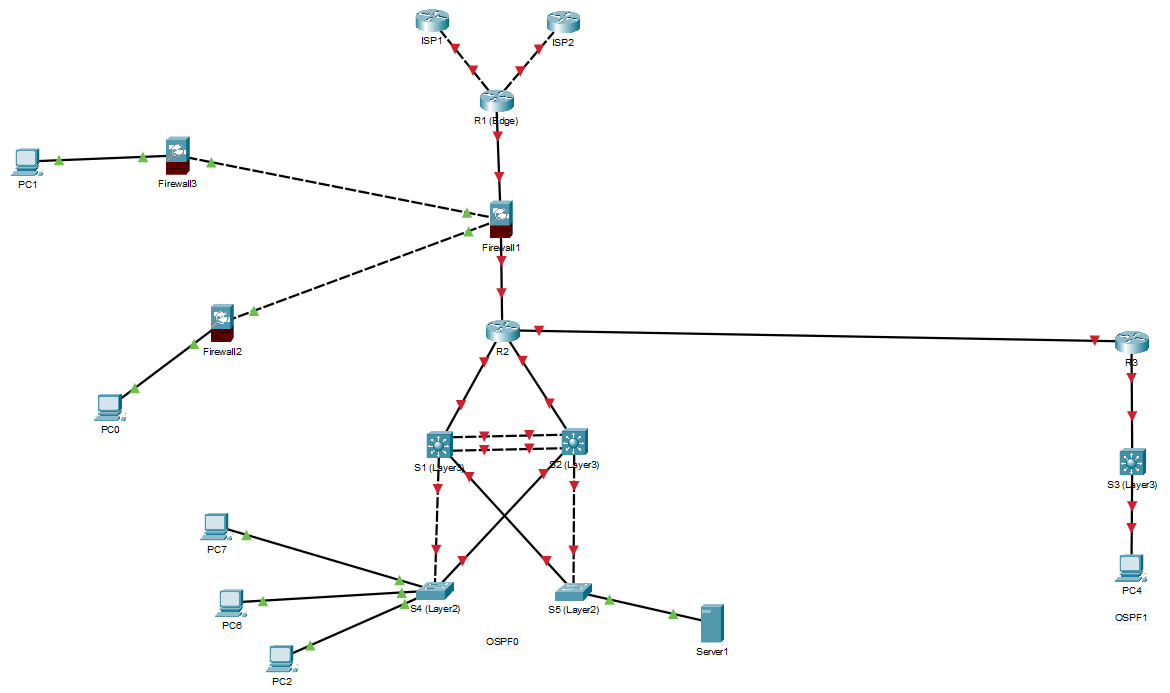 ISP1
ISP2
R1 (Edge)
PC1
Firewall3
Firewall1
Firewall2
R2
R3
PC0
S1 (Layer3)
S2 (Layer3)
S3 (Layer3)
PC7
PC6
S4 (Layer2)
S5 (Layer2)
PC4
OSPF1
PC2
OSPF0
Server1